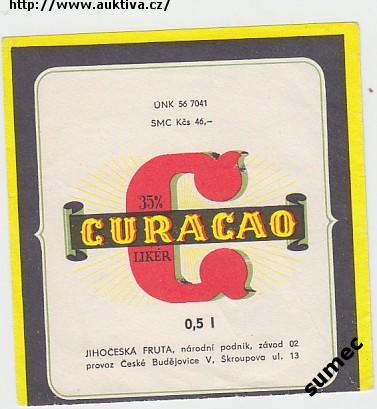 http://www.auktiva.cz/
ÚNK 56 7041
SMC Kčs 46,–
C
35%
CURACAO
LIKÉR
0,5 l
JIHOČESKÁ FRUTA, národní podnik, závod 02
provoz České Budějovice V, Škroupova ul. 13
sumec